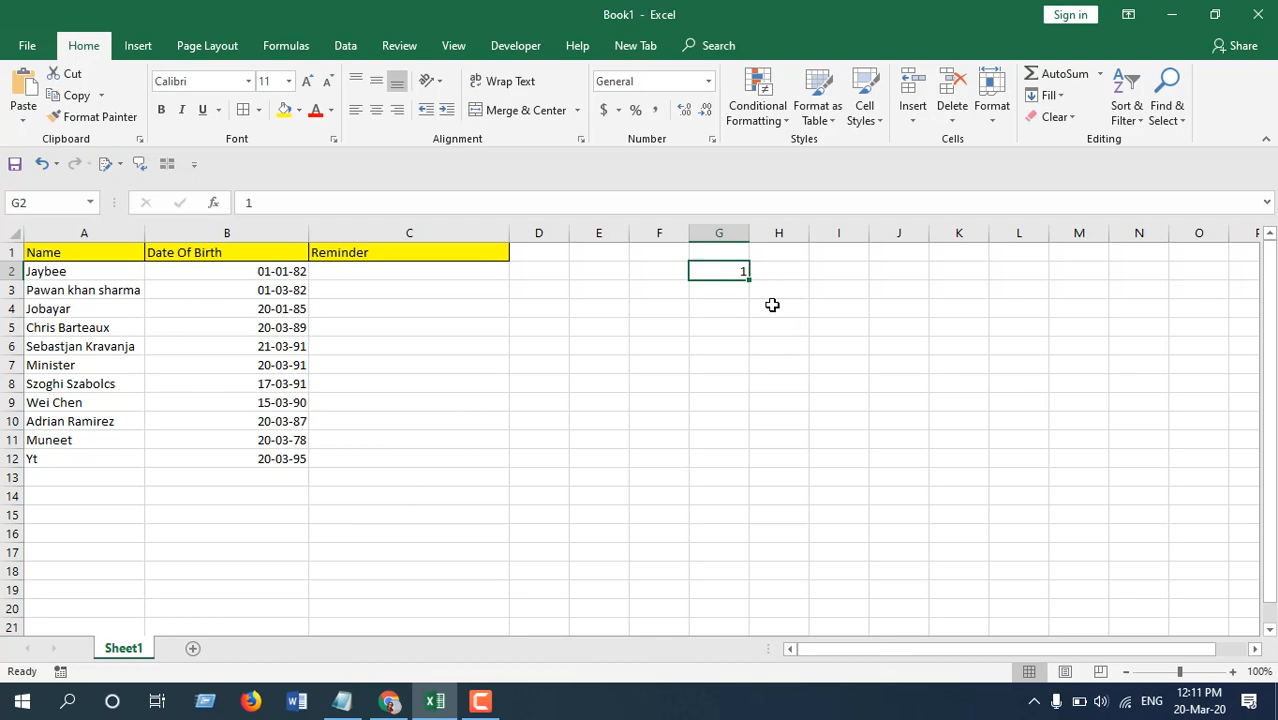 Book1 - Excel
Sign in
File Home Insert Page Layout Formulas Data Review View Developer Help New Tab Search Share
Paste
Cut
Copy
Format Painter
Clipboard
Calibri 11
B I U
Font
Wrap Text
Merge & Center
Alignment
General
$ % ,
Number
Conditional Formatting
Format as Table
Cell Styles
Styles
Insert Delete Format
Cells
AutoSum
Fill
Clear
Sort & Filter
Find & Select
Editing
G2 fx 1
A B C D E F G H I J K L M N O P
1 Name Date Of Birth Reminder
2 Jaybee 01-01-82 1
3 Pawan khan sharma 01-03-82
4 Jobayar 20-01-85
5 Chris Barteaux 20-03-89
6 Sebastjan Kravanja 21-03-91
7 Minister 20-03-91
8 Szoghi Szabolcs 17-03-91
9 Wei Chen 15-03-90
10 Adrian Ramirez 20-03-87
11 Muneet 20-03-78
12 Yt 20-03-95
13
14
15
16
17
18
19
20
21
Sheet1
Ready 100%
ENG 12:11 PM
20-Mar-20